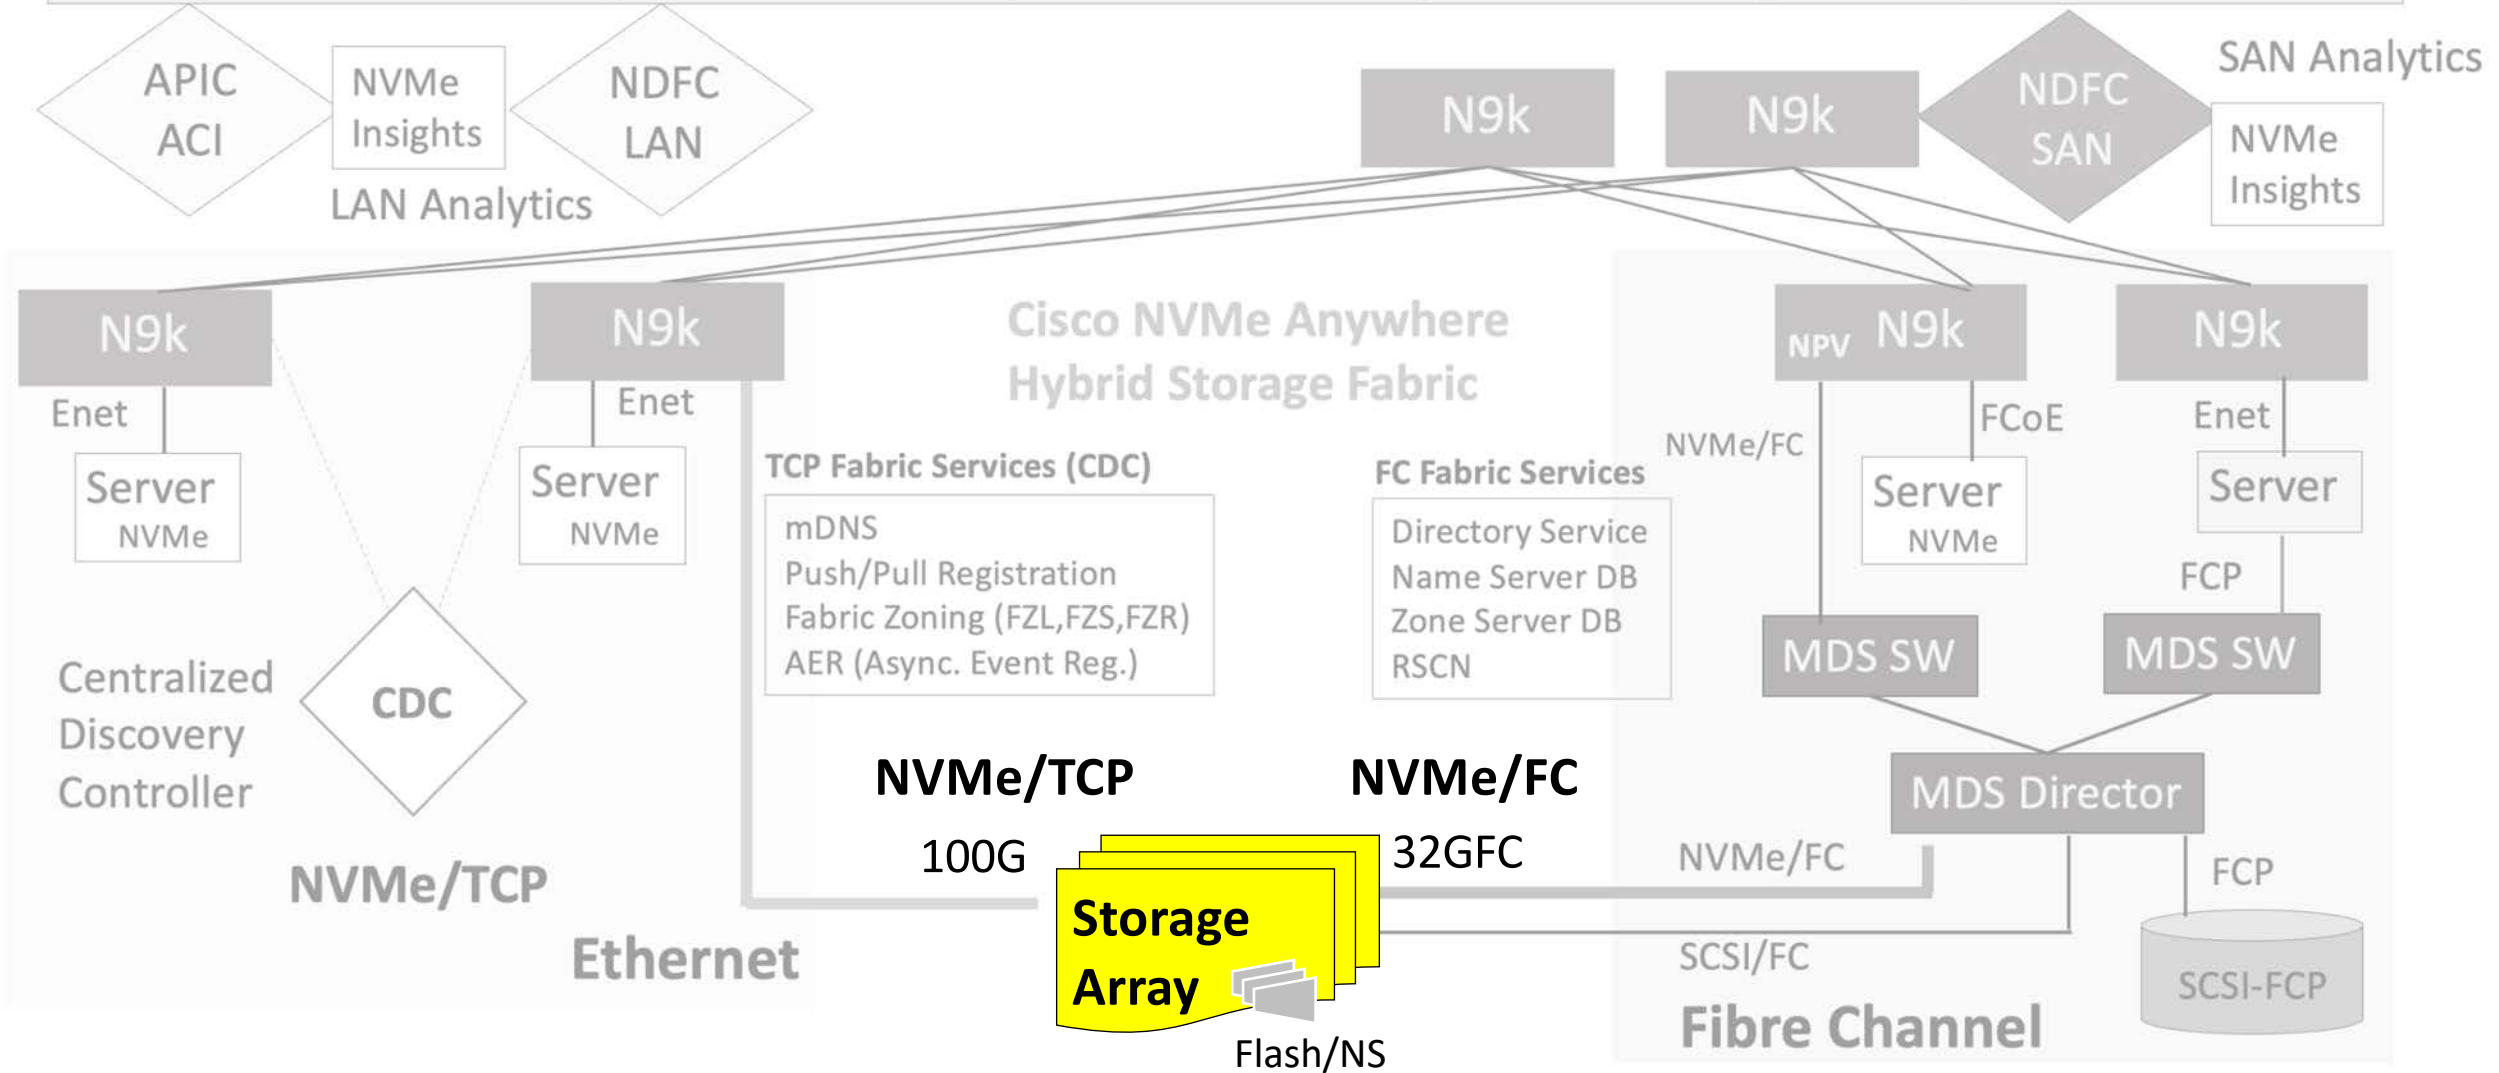 APIC
ACI
NVMe
Insights
LAN Analytics
NDFC
LAN
N9k
N9k
NDFC
SAN
SAN Analytics
NVMe
Insights
N9k
Enet
Server
NVMe
N9k
Enet
Server
NVMe
Cisco NVMe Anywhere
Hybrid Storage Fabric
NPV N9k
NVMe/FC
FCoE
Server
NVMe
N9k
Enet
Server
FCP
TCP Fabric Services (CDC)
mDNS
Push/Pull Registration
Fabric Zoning (FZL,FZS,FZR)
AER (Async. Event Reg.)
FC Fabric Services
Directory Service
Name Server DB
Zone Server DB
RSCN
MDS SW
MDS SW
Centralized
Discovery
Controller
CDC
NVMe/TCP
100G
NVMe/FC
32GFC
MDS Director
NVMe/TCP
Ethernet
Storage
Array
Flash/NS
NVMe/FC
SCSI/FC
FCP
SCSI-FCP
Fibre Channel